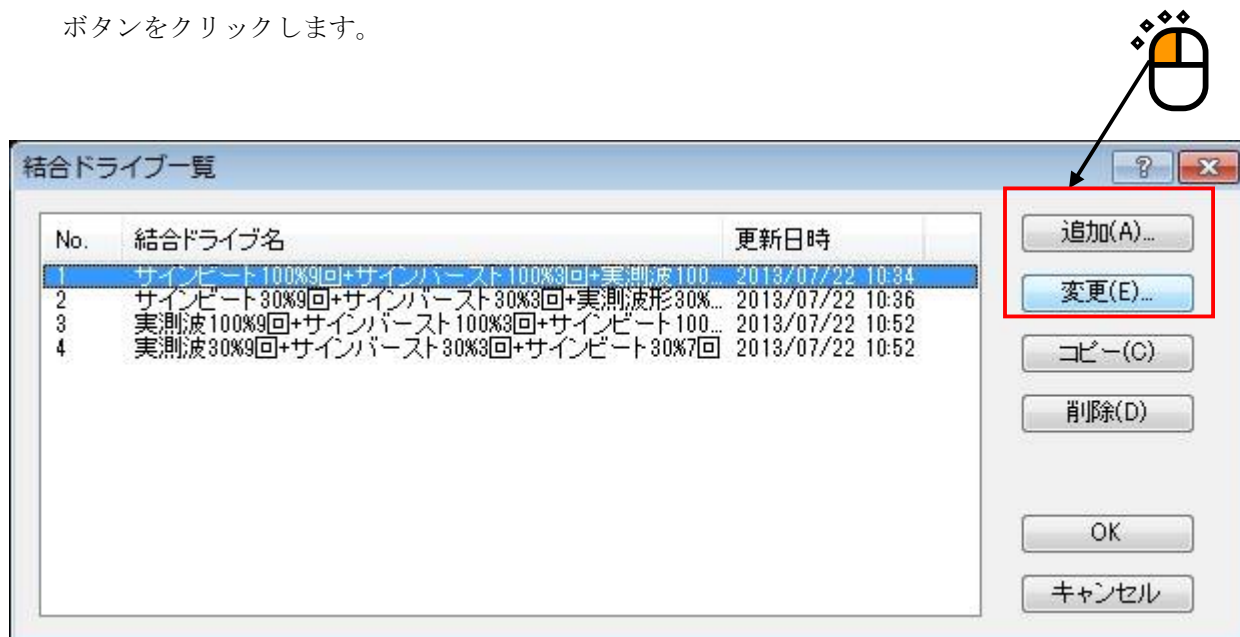 ボタンをクリックします。
結合ドライブ一覧
No. 結合ドライブ名 更新日時
1 サインビート100%9回+サインバースト100%3回+実測波100... 2013/07/22 10:34
2 サインビート30%9回+サインバースト30%3回+実測波形30%... 2013/07/22 10:36
3 実測波100%9回+サインバースト100%3回+サインビート100... 2013/07/22 10:52
4 実測波30%9回+サインバースト30%3回+サインビート30%7回 2013/07/22 10:52
追加(A)...
変更(E)...
コピー(C)
削除(D)
OK
キャンセル